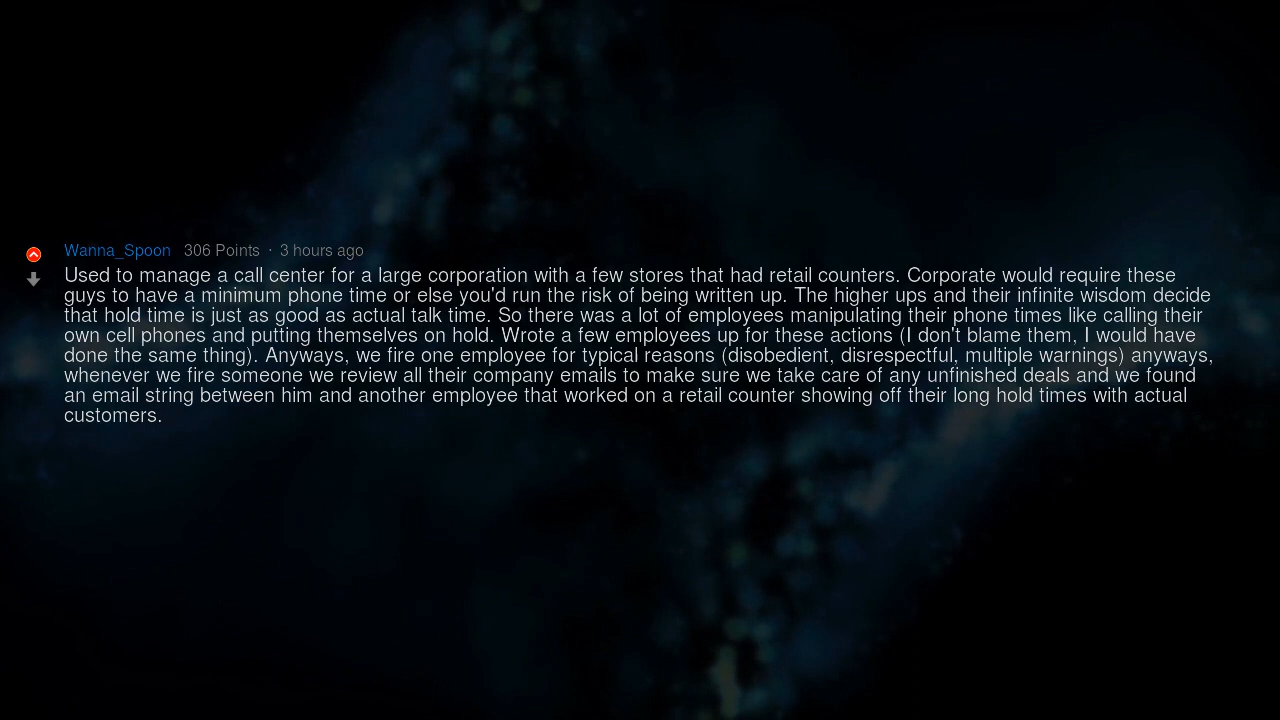 Wanna_Spoon 306 Points · 3 hours ago
Used to manage a call center for a large corporation with a few stores that had retail counters. Corporate would require these
guys to have a minimum phone time or else you'd run the risk of being written up. The higher ups and their infinite wisdom decide
that hold time is just as good as actual talk time. So there was a lot of employees manipulating their phone times like calling their
own cell phones and putting themselves on hold. Wrote a few employees up for these actions (I don't blame them, I would have
done the same thing). Anyways, we fire one employee for typical reasons (disobedient, disrespectful, multiple warnings) anyways,
whenever we fire someone we review all their company emails to make sure we take care of any unfinished deals and we found
an email string between him and another employee that worked on a retail counter showing off their long hold times with actual
customers.